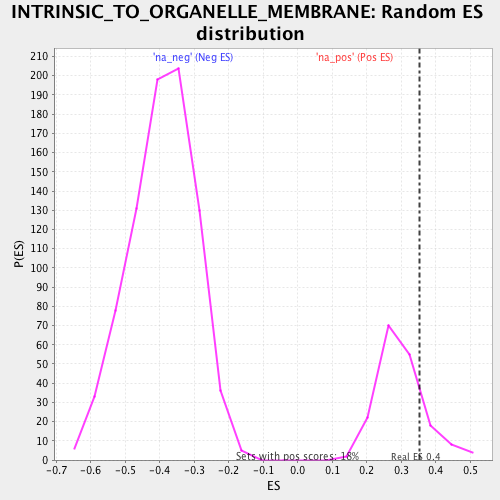 INTRINSIC_TO_ORGANELLE_MEMBRANE: Random ES
distribution
'na_neg' (Neg ES)
'na_pos' (Pos ES)
210
200
190
180
170
160
150
140
130
120
110
100
90
80
70
60
50
40
30
20
10
0
P(ES)
Sets with pos scores: 18%
Real ES 0.4
-0.7 -0.6 -0.5 -0.4 -0.3 -0.2 -0.1 0.0 0.1 0.2 0.3 0.4 0.5
ES